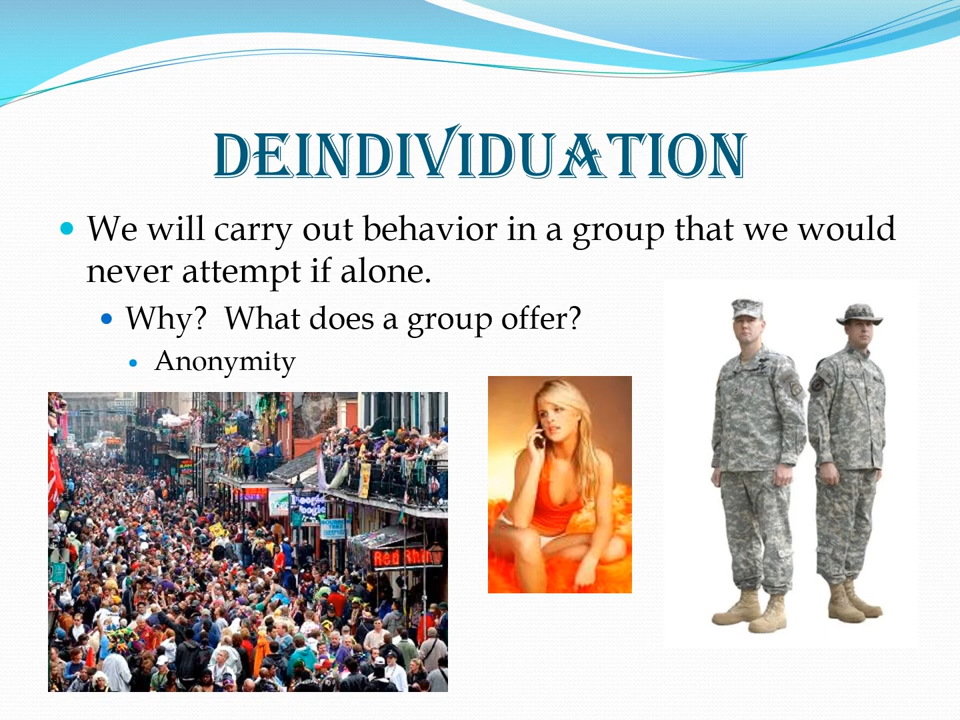 DEINDIVIDUATION
We will carry out behavior in a group that we would
never attempt if alone.
Why? What does a group offer?
Anonymity
Red